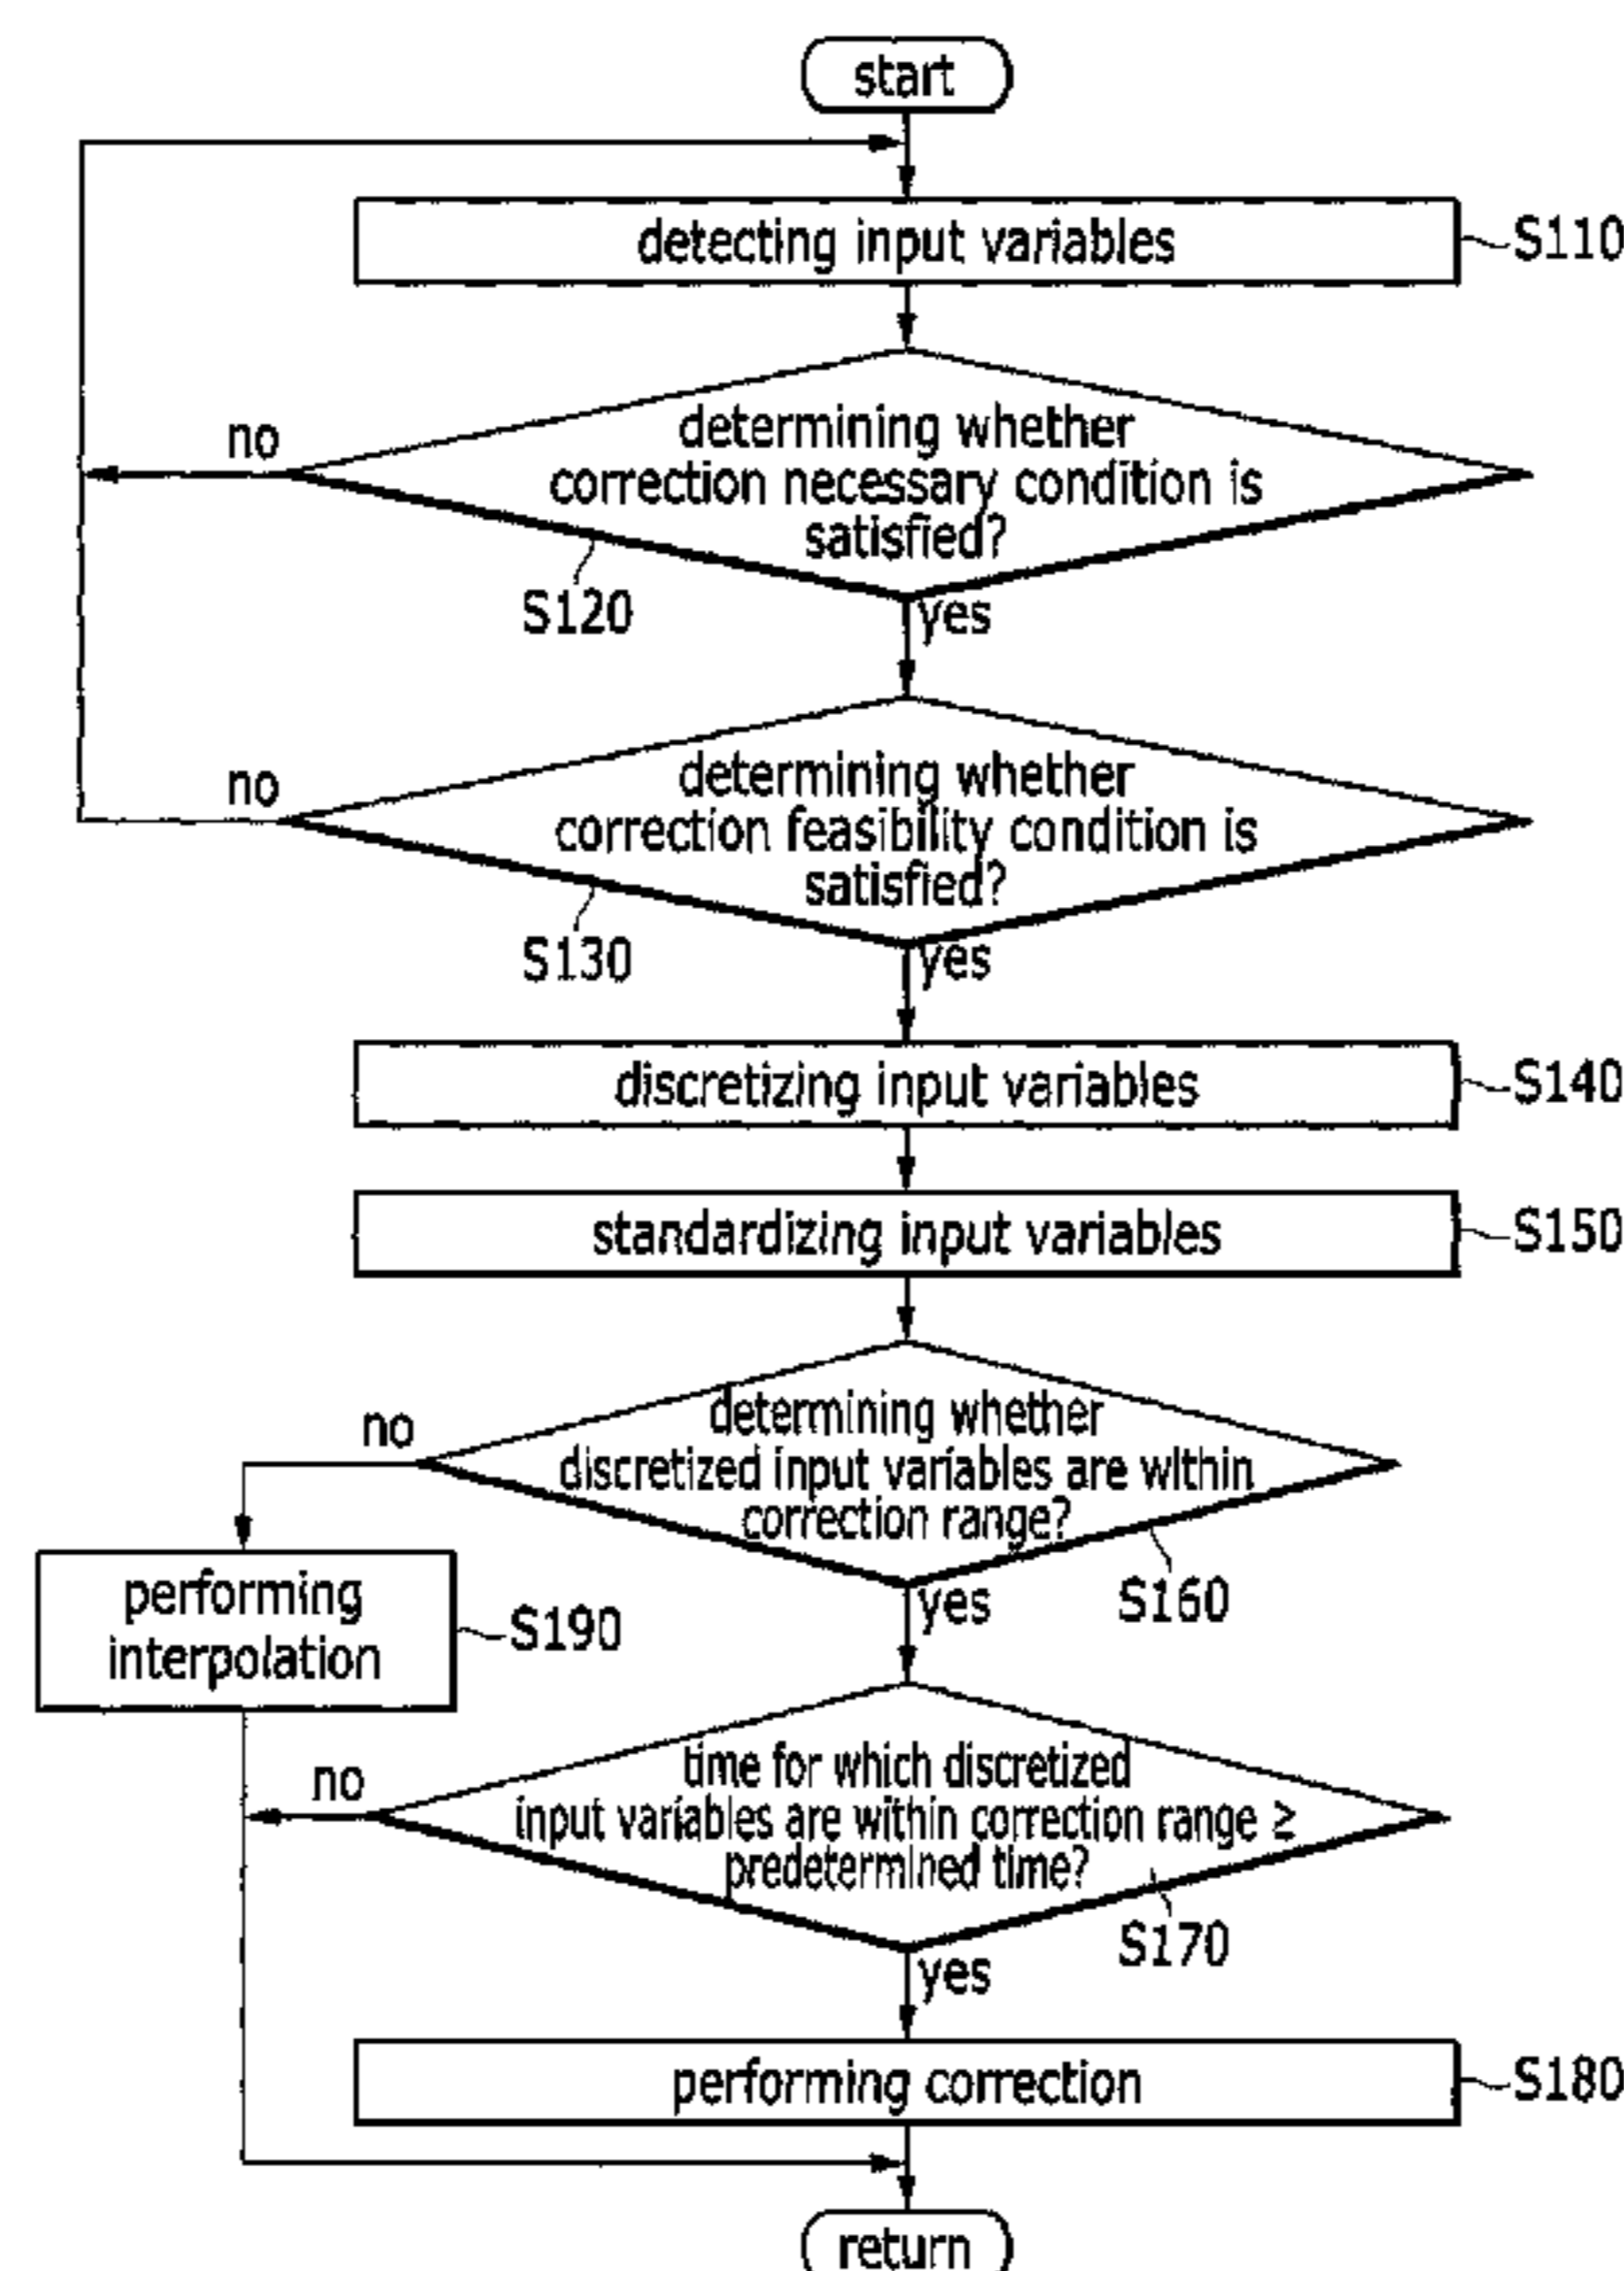 start
detecting input variables
S110
no
determining whether
correction necessary condition is
satisfied?
S120
yes
no
determining whether
correction feasibility condition is
satisfied?
S130
yes
discretizing input variables
S140
standardizing input variables
S150
no
determining whether
discretized input variables are within
correction range?
S160
yes
performing
interpolation
S190
no
time for which discretized
input variables are within correction range ≥
predetermined time?
S170
yes
performing correction
S180
return